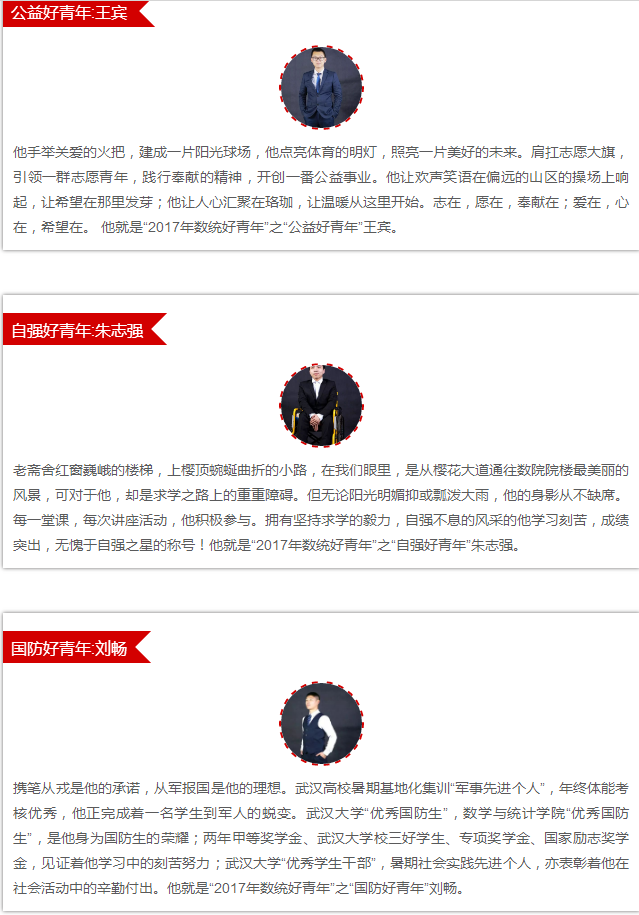 公益好青年:王宾
他手举关爱的火把，建成一片阳光球场，他点亮体育的明灯，照亮一片美好的未来。肩扛志愿大旗，
引领一群志愿青年，践行奉献的精神，开创一番公益事业。他让欢声笑语在偏远的山区的操场上响
起，让希望在那里发芽；他让人心汇聚在珞珈，让温暖从这里开始。志在，愿在，奉献在；爱在，心
在，希望在。 他就是“2017年数统好青年”之“公益好青年”王宾。
自强好青年:朱志强
老斋舍红窗巍峨的楼梯，上樱顶蜿蜒曲折的小路，在我们眼里，是从樱花大道通往数院院楼最美丽的
风景，可对于他，却是求学之路上的重重障碍。但无论阳光明媚抑或瓢泼大雨，他的身影从不缺席。
每一堂课，每次讲座活动，他积极参与。拥有坚持求学的毅力，自强不息的风采的他学习刻苦，成绩
突出，无愧于自强之星的称号！他就是“2017年数统好青年”之“自强好青年”朱志强。
国防好青年:刘畅
携笔从戎是他的承诺，从军报国是他的理想。武汉高校暑期基地化集训“军事先进个人”，年终体能考
核优秀，他正完成着一名学生到军人的蜕变。武汉大学“优秀国防生”，数学与统计学院“优秀国防
生”，是他身为国防生的荣耀；两年甲等奖学金、武汉大学校三好学生、专项奖学金、国家励志奖学
金，见证着他学习中的刻苦努力；武汉大学“优秀学生干部”，暑期社会实践先进个人，亦表彰着他在
社会活动中的辛勤付出。他就是“2017年数统好青年”之“国防好青年”刘畅。